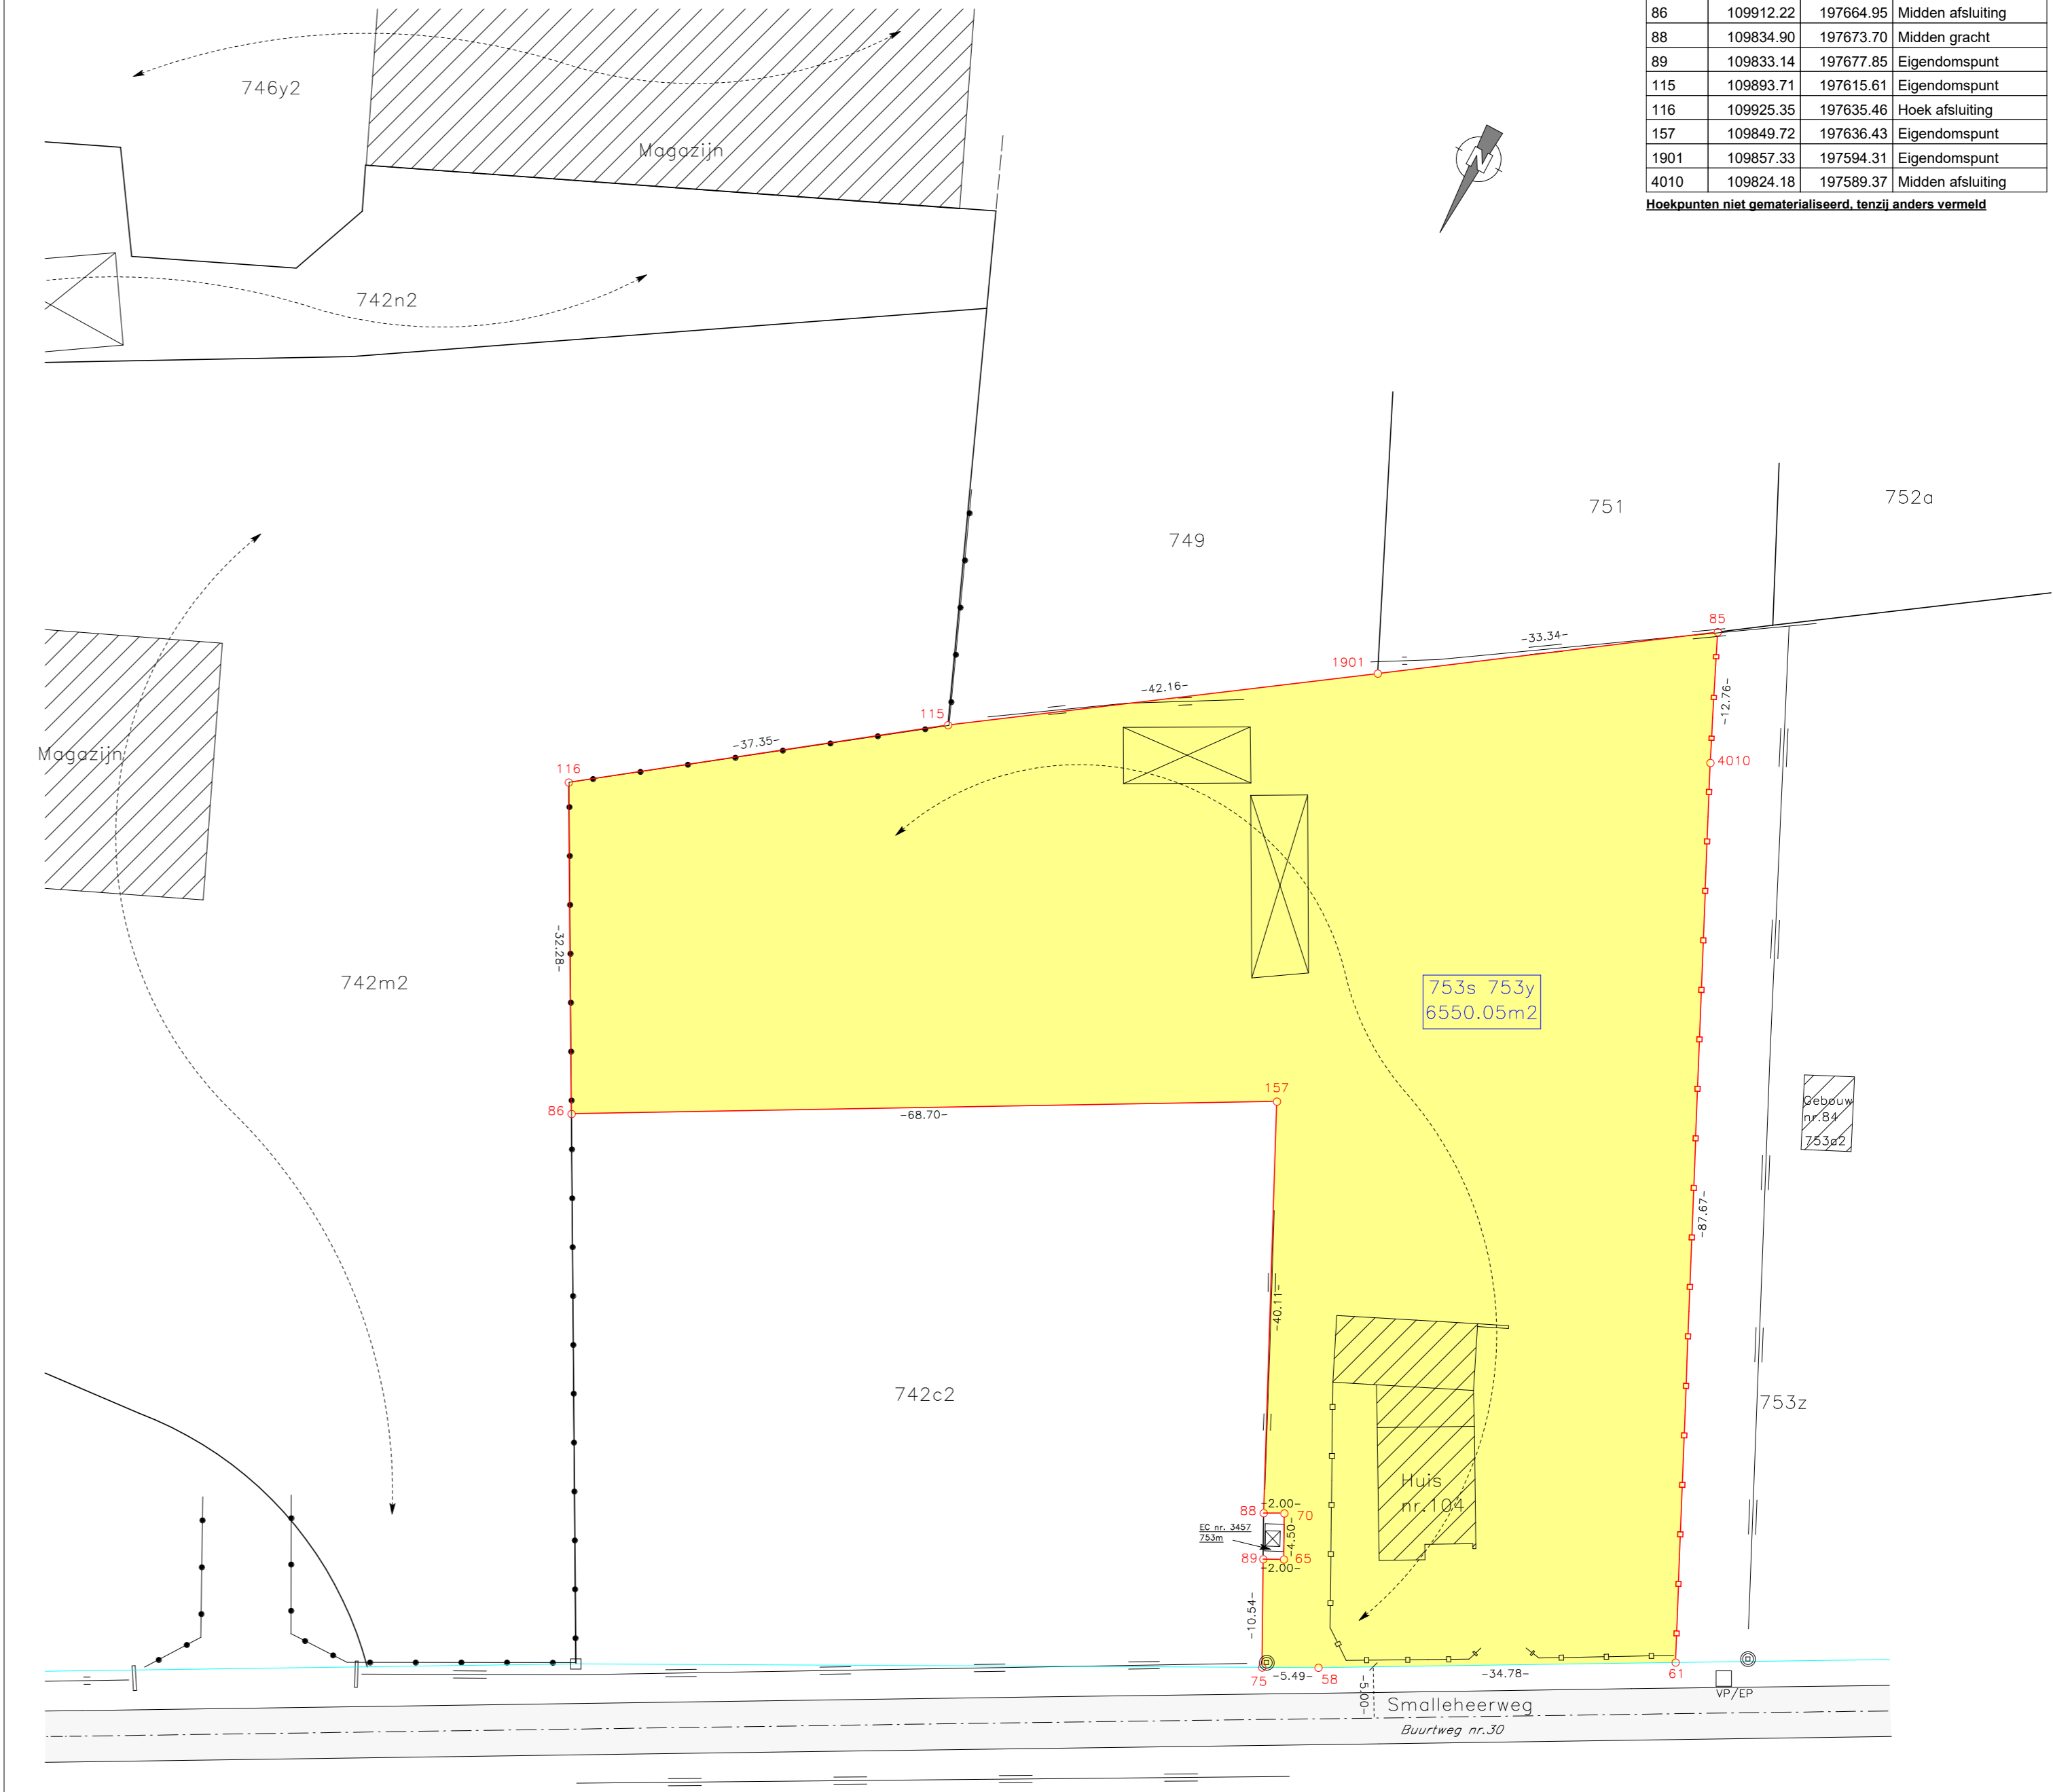 86 109912.22 197664.95 Midden afsluiting
88 109834.90 197673.70 Midden gracht
89 109833.14 197677.85 Eigendomspunt
115 109893.71 197615.61 Eigendomspunt
116 109925.35 197635.46 Hoek afsluiting
157 109849.72 197636.43 Eigendomspunt
1901 109857.33 197594.31 Eigendomspunt
4010 109824.18 197589.37 Midden afsluiting
Hoekpunten niet gematerialiseerd, tenzij anders vermeld
746y2
Magazijn
N
742n2
752a
751
749
85
-33.34-
1901
-42.16-
-12.76-
115
-37.35-
Magazijn
4010
116
-32.28-
742m2
753s 753y
6550.05m2
157
86
-68.70-
Gebouw
nr.84
753a2
-87.67-
-40.11-
742c2
753z
Huis
nr.104
-2.00-
88
70
EC nr. 3457
753m
-4.50-
89
65
-2.00-
-10.54-
75
-5.49-
58
-34.78-
61
-5.00-
VP/EP
Smalleheerweg
Buurtweg nr.30